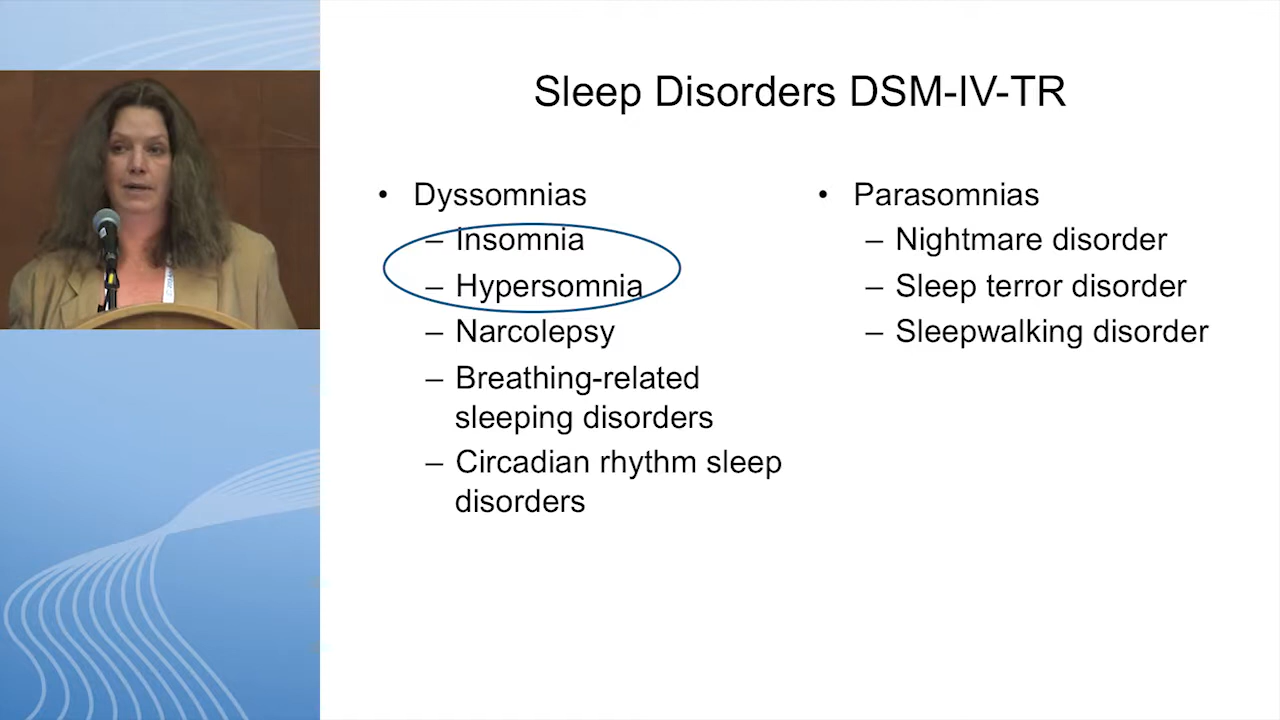 Sleep Disorders DSM-IV-TR
• Dyssomnias
– Insomnia
– Hypersomnia
– Narcolepsy
– Breathing-related
sleeping disorders
– Circadian rhythm sleep
disorders
• Parasomnias
– Nightmare disorder
– Sleep terror disorder
– Sleepwalking disorder